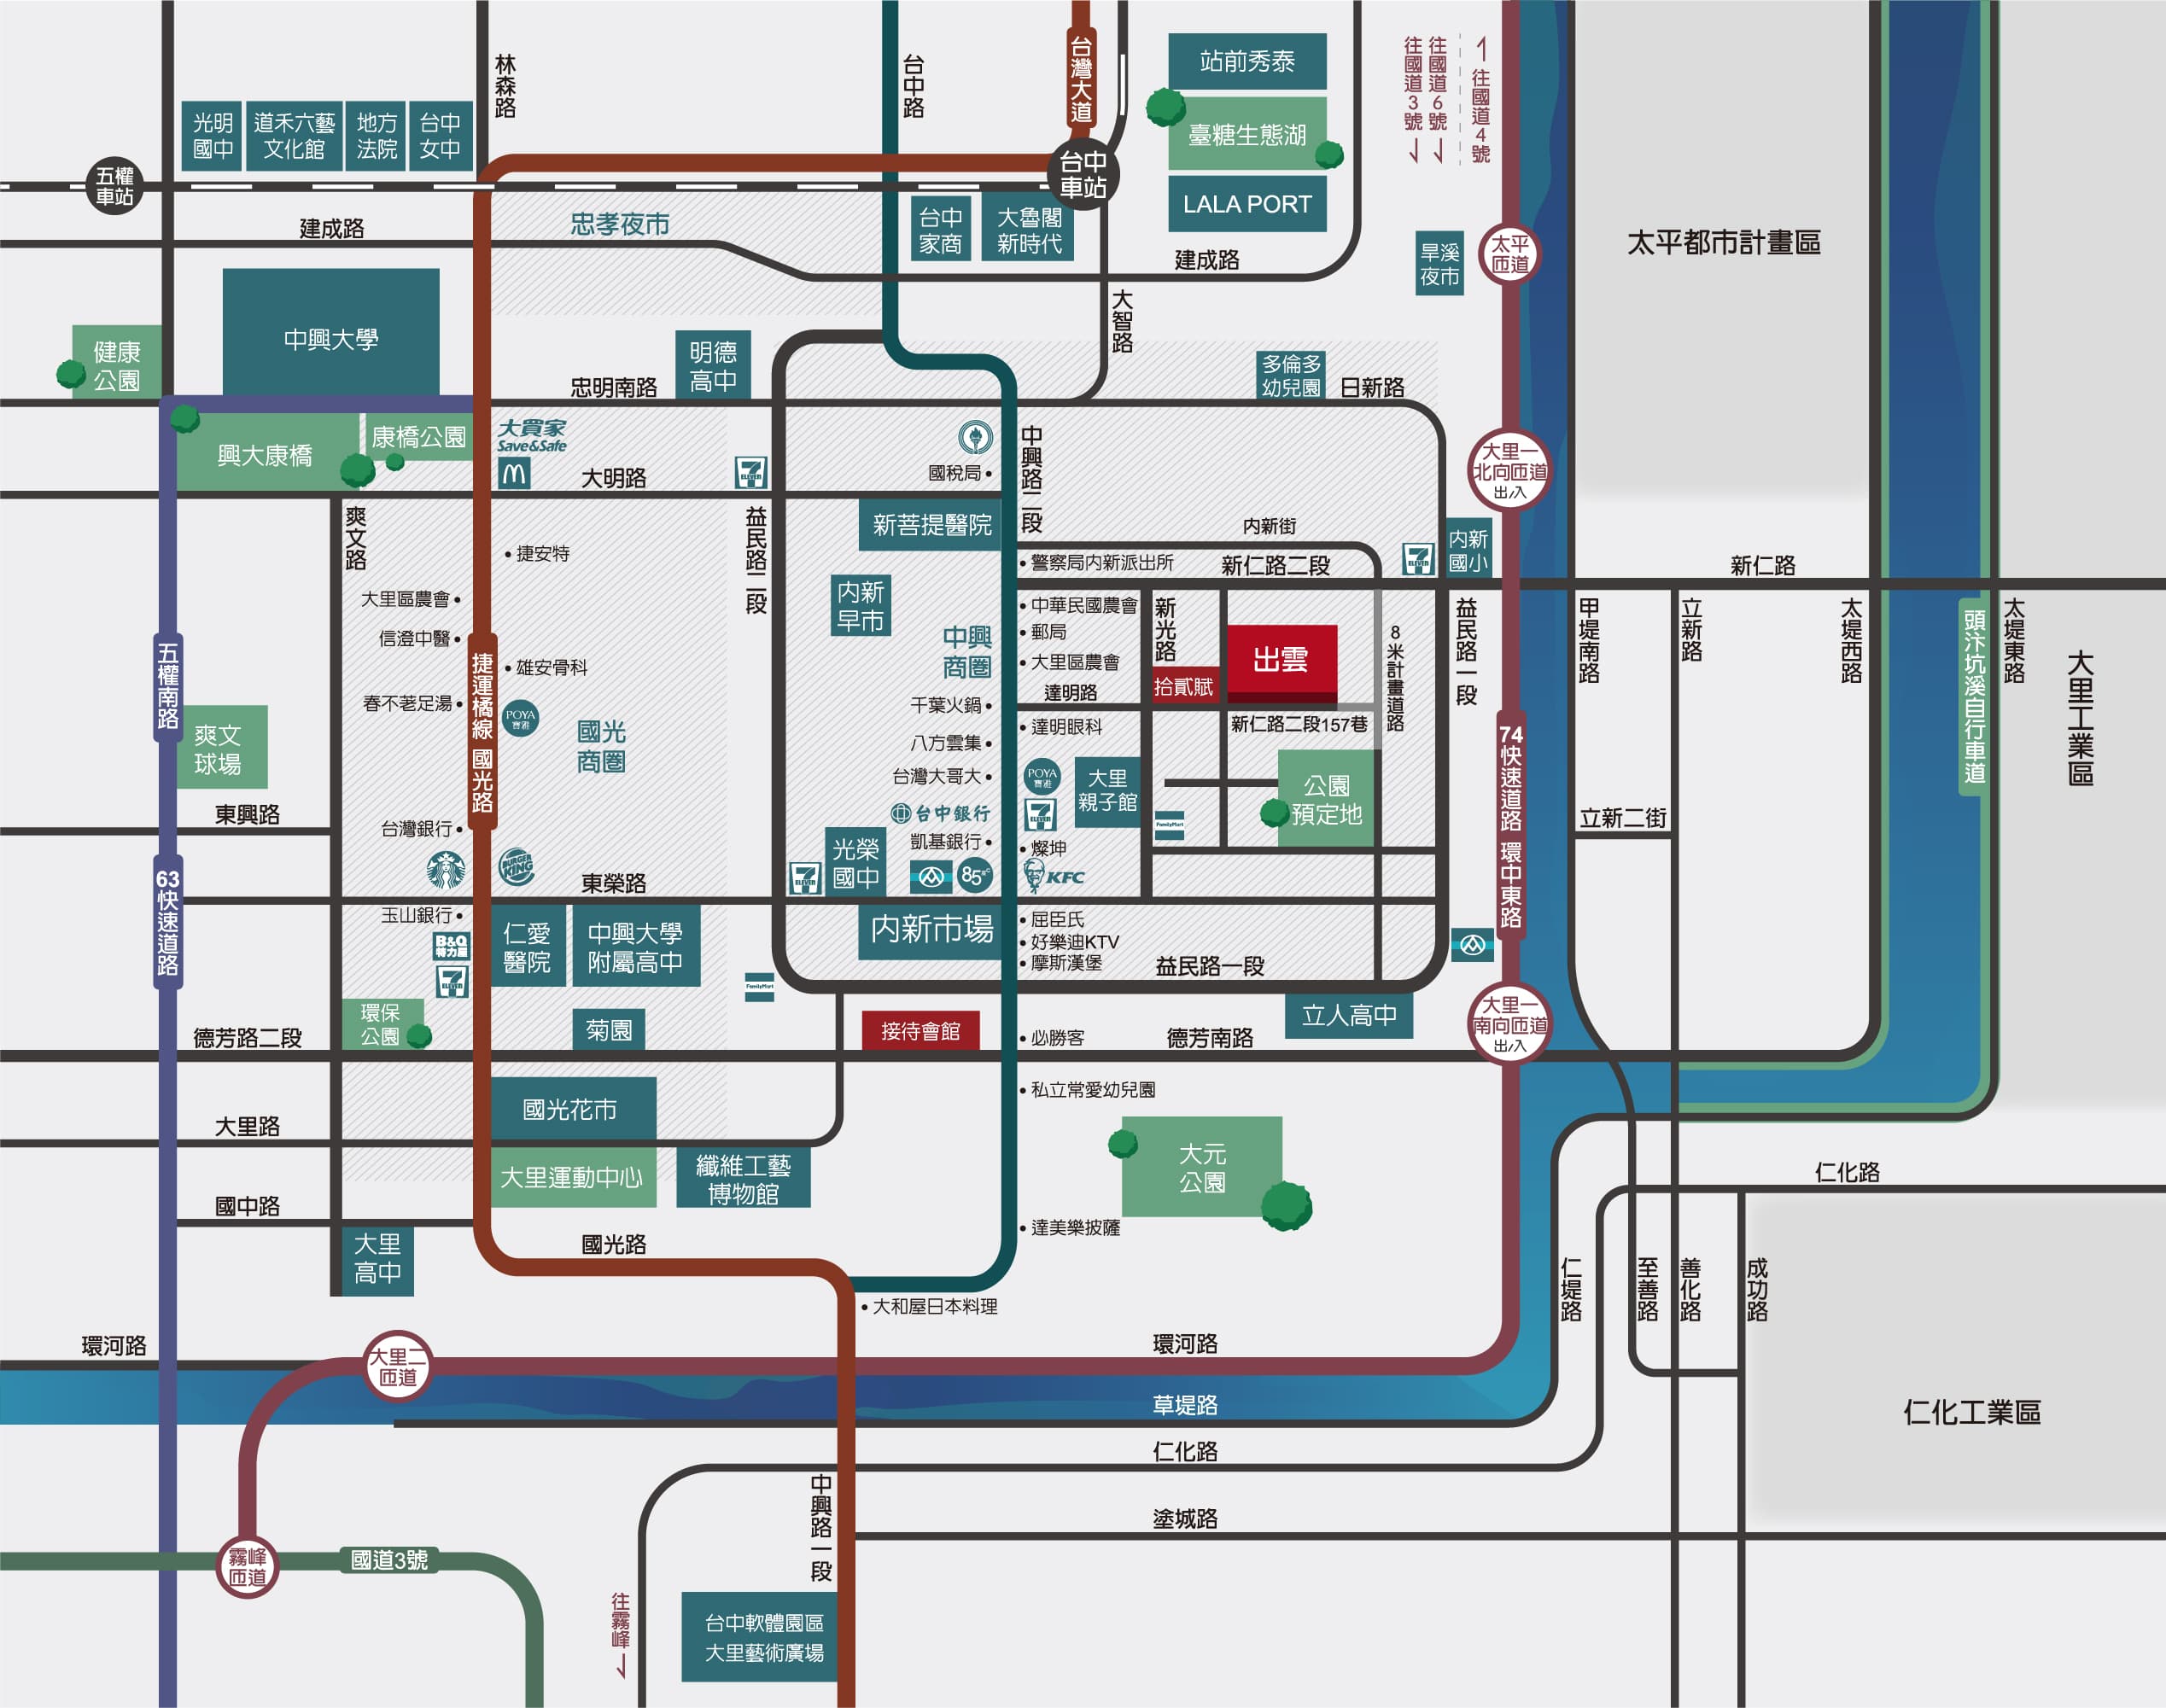 林森路
台中路
台灣大道
站前秀泰
臺糖生態湖
LALA PORT
往國道3號
往國道6號
往國道4號
光明
國中
道禾六藝
文化館
地方
法院
台中
女中
五權
車站
台中
車站
建成路
忠孝夜市
台中
家商
大魯閣
新時代
建成路
旱溪
夜市
太平
匝道
太平都市計畫區
大智路
中興大學
健康
公園
明德
高中
忠明南路
多倫多
幼兒園
日新路
興大康橋
康橋公園
大買家
Save&Safe
大明路
7
ELEVEN
國稅局
中興路二段
大里一
北向匝道
出/入
爽文路
益民路二段
新菩提醫院
內新街
捷安特
警察局內新派出所
新仁路二段
7
ELEVEN
內新
國小
新仁路
大里區農會
內新
早市
中華民國農會
新光路
信澄中醫
中興
商圈
郵局
出雲
8米計畫道路
益民路一段
甲堤南路
立新路
太堤西路
頭汴坑溪自行車道
太堤東路
大里工業區
五權南路
捷運橘線 國光路
雄安骨科
大里區農會
拾貳賦
春不荖足湯
POYA
寶雅
千葉火鍋
達明路
國光
商圈
達明眼科
新仁路二段157巷
74快速道路 環中東路
爽文
球場
八方雲集
台灣大哥大
POYA
寶雅
大里
親子館
公園
預定地
東興路
台灣銀行
台中銀行
7
ELEVEN
FamilyMart
立新二街
凱基銀行
燦坤
BURGER
KING
7
ELEVEN
光榮
國中
85°C
KFC
63快速道路
東榮路
玉山銀行
仁愛
醫院
中興大學
附屬高中
內新市場
屈臣氏
好樂迪KTV
摩斯漢堡
B&Q
特力屋
7
ELEVEN
FamilyMart
益民路一段
環保
公園
菊園
接待會館
立人高中
大里一
南向匝道
出/入
德芳路二段
必勝客
德芳南路
國光花市
私立常愛幼兒園
大里路
大里運動中心
纖維工藝
博物館
大元
公園
仁化路
國中路
達美樂披薩
大里
高中
國光路
仁堤路
至善路
善化路
成功路
大和屋日本料理
環河路
大里二
匝道
環河路
草堤路
仁化工業區
仁化路
中興路一段
塗城路
霧峰
匝道
國道3號
往霧峰
台中軟體園區
大里藝術廣場